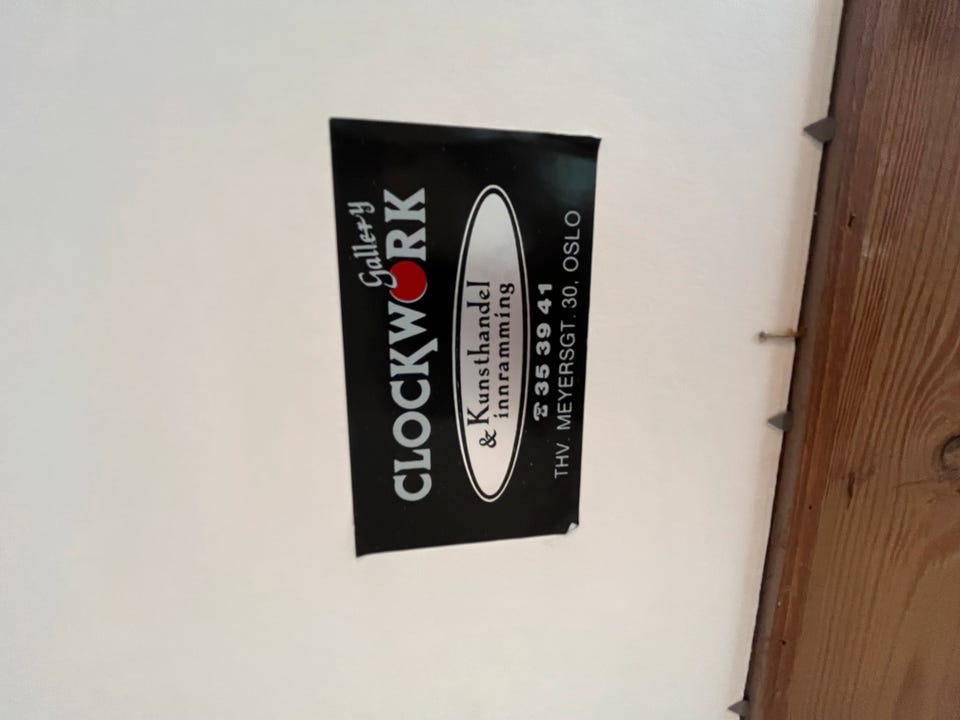 Gallery
CLOCKWORK
Kunsthandel
& innramming
☎ 35 39 41
THV. MEYERSGT. 30, OSLO